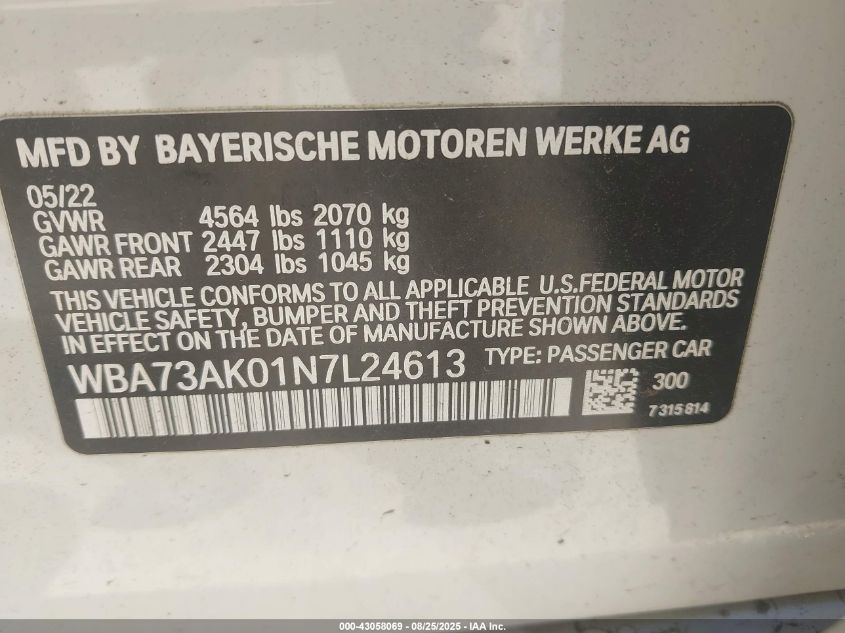 MFD BY BAYERISCHE MOTOREN WERKE AG
05/22
GVWR 4564 lbs 2070 kg
GAWR FRONT 2447 lbs 1110 kg
GAWR REAR 2304 lbs 1045 kg
THIS VEHICLE CONFORMS TO ALL APPLICABLE U.S.FEDERAL MOTOR
VEHICLE SAFETY, BUMPER AND THEFT PREVENTION STANDARDS
IN EFFECT ON THE DATE OF MANUFACTURE SHOWN ABOVE.
WBA73AK01N7L24613 TYPE: PASSENGER CAR
300
7315814
000-43058069 - 08/25/2025 - IAA Inc.